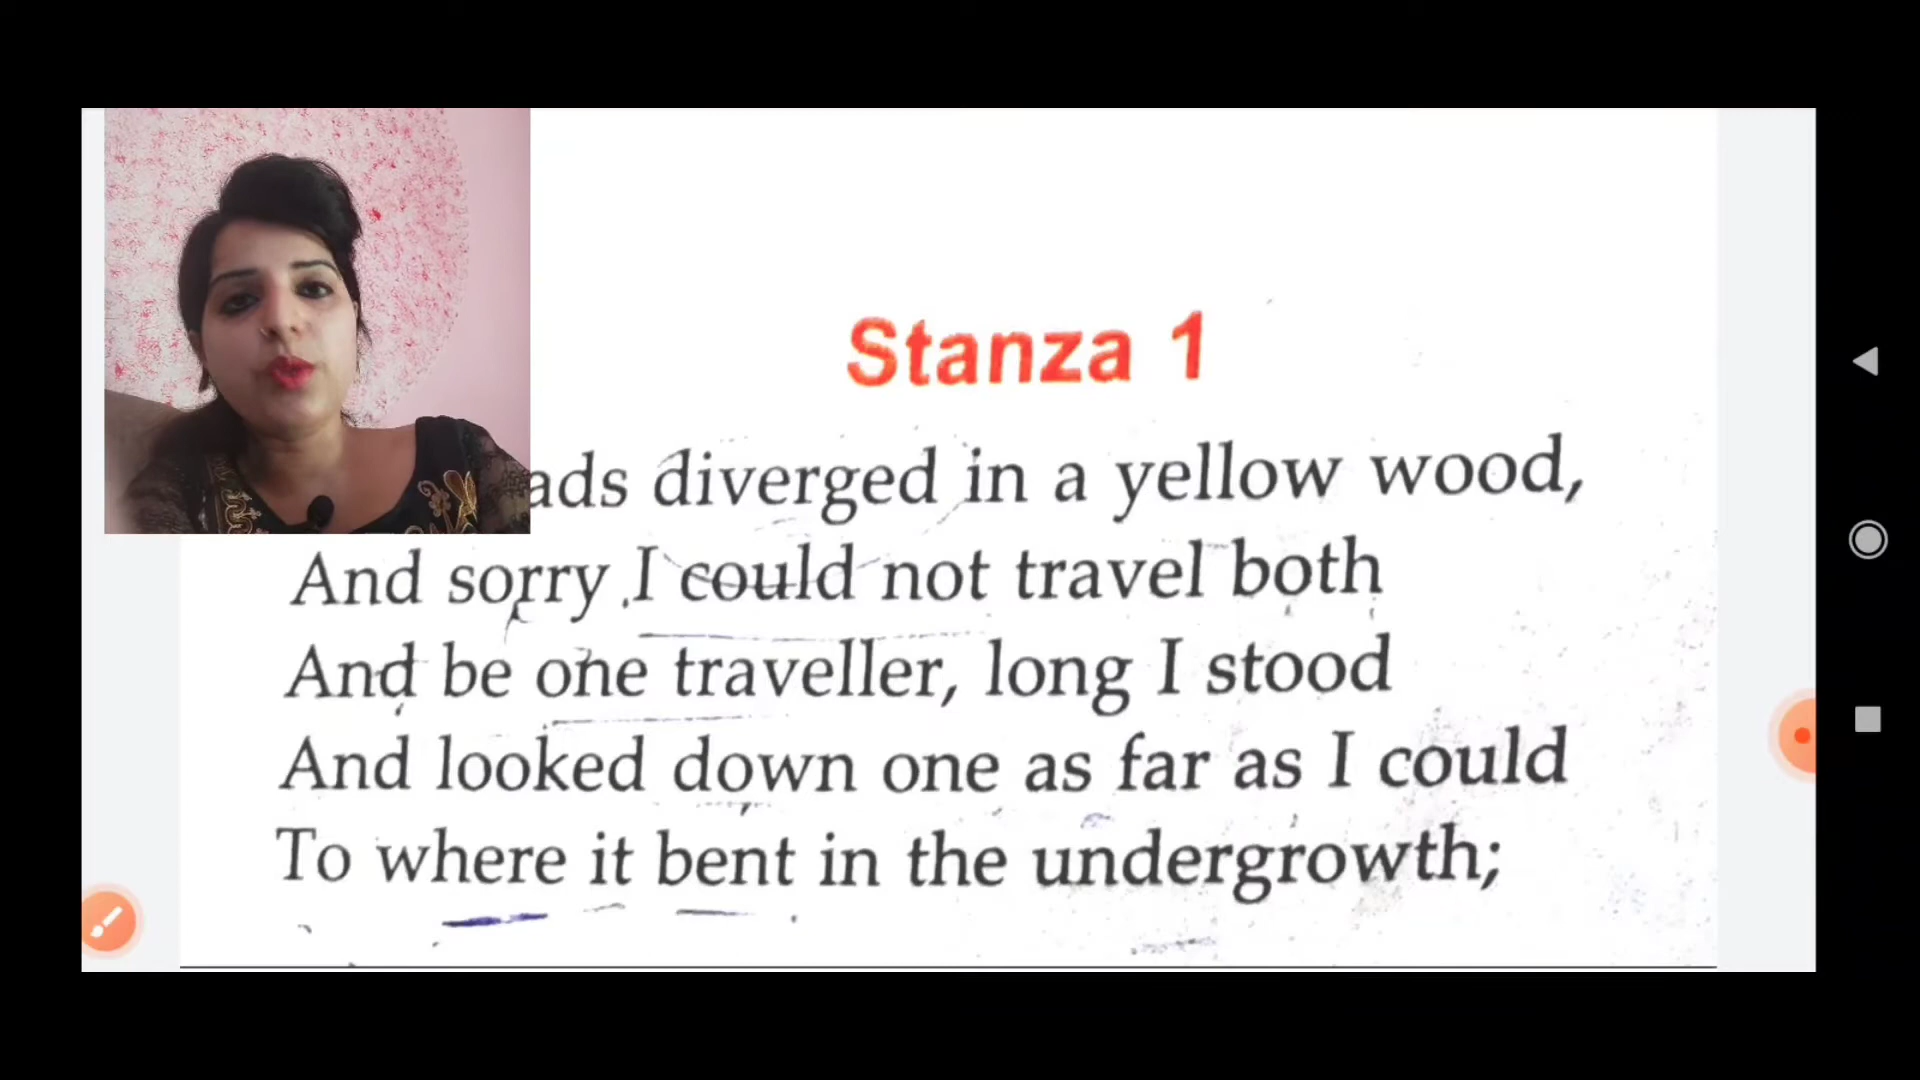 Stanza 1
ads diverged in a yellow wood,
And sorry I could not travel both
And be one traveller, long I stood
And looked down one as far as I could
To where it bent in the undergrowth;